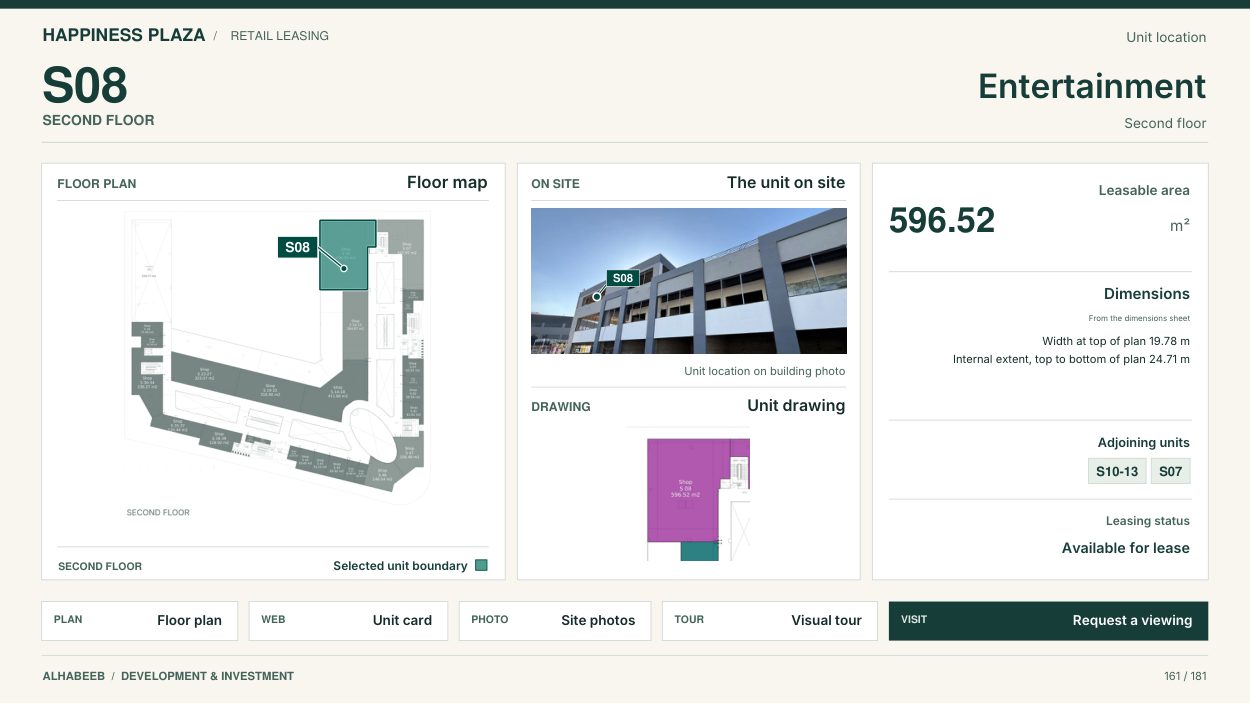 HAPPINESS PLAZA / RETAIL LEASING
Unit location
S08
Entertainment
SECOND FLOOR
Second floor
FLOOR PLAN
Floor map
S08
SECOND FLOOR
SECOND FLOOR
Selected unit boundary
ON SITE
The unit on site
S08
Unit location on building photo
DRAWING
Unit drawing
Shop
S 08
596.52 m2
Leasable area
596.52
m²
Dimensions
From the dimensions sheet
Width at top of plan 19.78 m
Internal extent, top to bottom of plan 24.71 m
Adjoining units
S10-13
S07
Leasing status
Available for lease
PLAN
Floor plan
WEB
Unit card
PHOTO
Site photos
TOUR
Visual tour
VISIT
Request a viewing
ALHABEEB / DEVELOPMENT & INVESTMENT
161 / 181